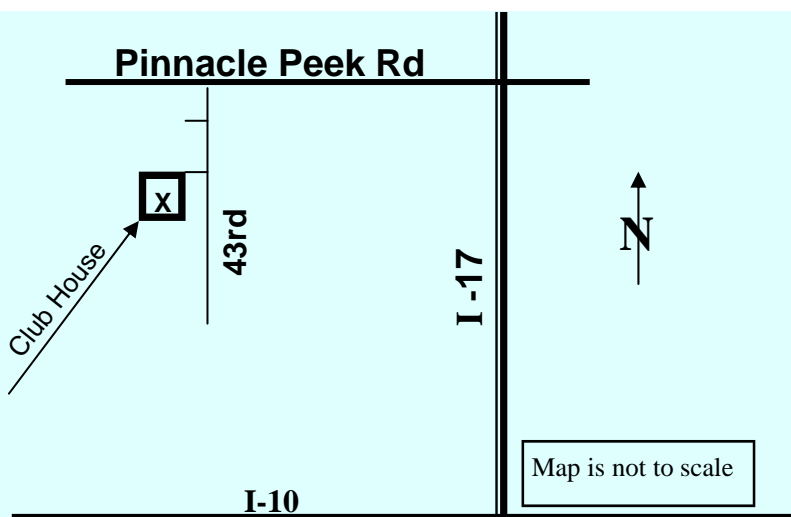 Pinnacle Peek Rd
X
Club House
43rd
I -17
N
Map is not to scale
I-10